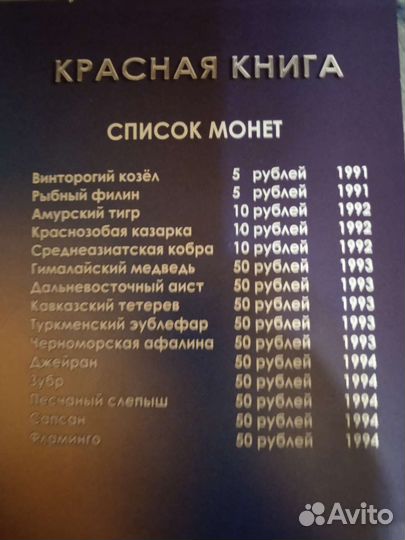 КРАСНАЯ КНИГА
СПИСОК МОНЕТ
Винторогий козёл 5 рублей 1991
Рыбный филин 5 рублей 1991
Амурский тигр 10 рублей 1992
Краснозобая казарка 10 рублей 1992
Среднеазиатская кобра 10 рублей 1992
Гималайский медведь 50 рублей 1993
Дальневосточный аист 50 рублей 1993
Кавказский тетерев 50 рублей 1993
Туркменский эублефар 50 рублей 1993
Черноморская афалина 50 рублей 1993
Джейран 50 рублей 1994
Зубр 50 рублей 1994
Песчаный слепыш 50 рублей 1994
Сапсан 50 рублей 1994
Фламинго 50 рублей 1994
Avito